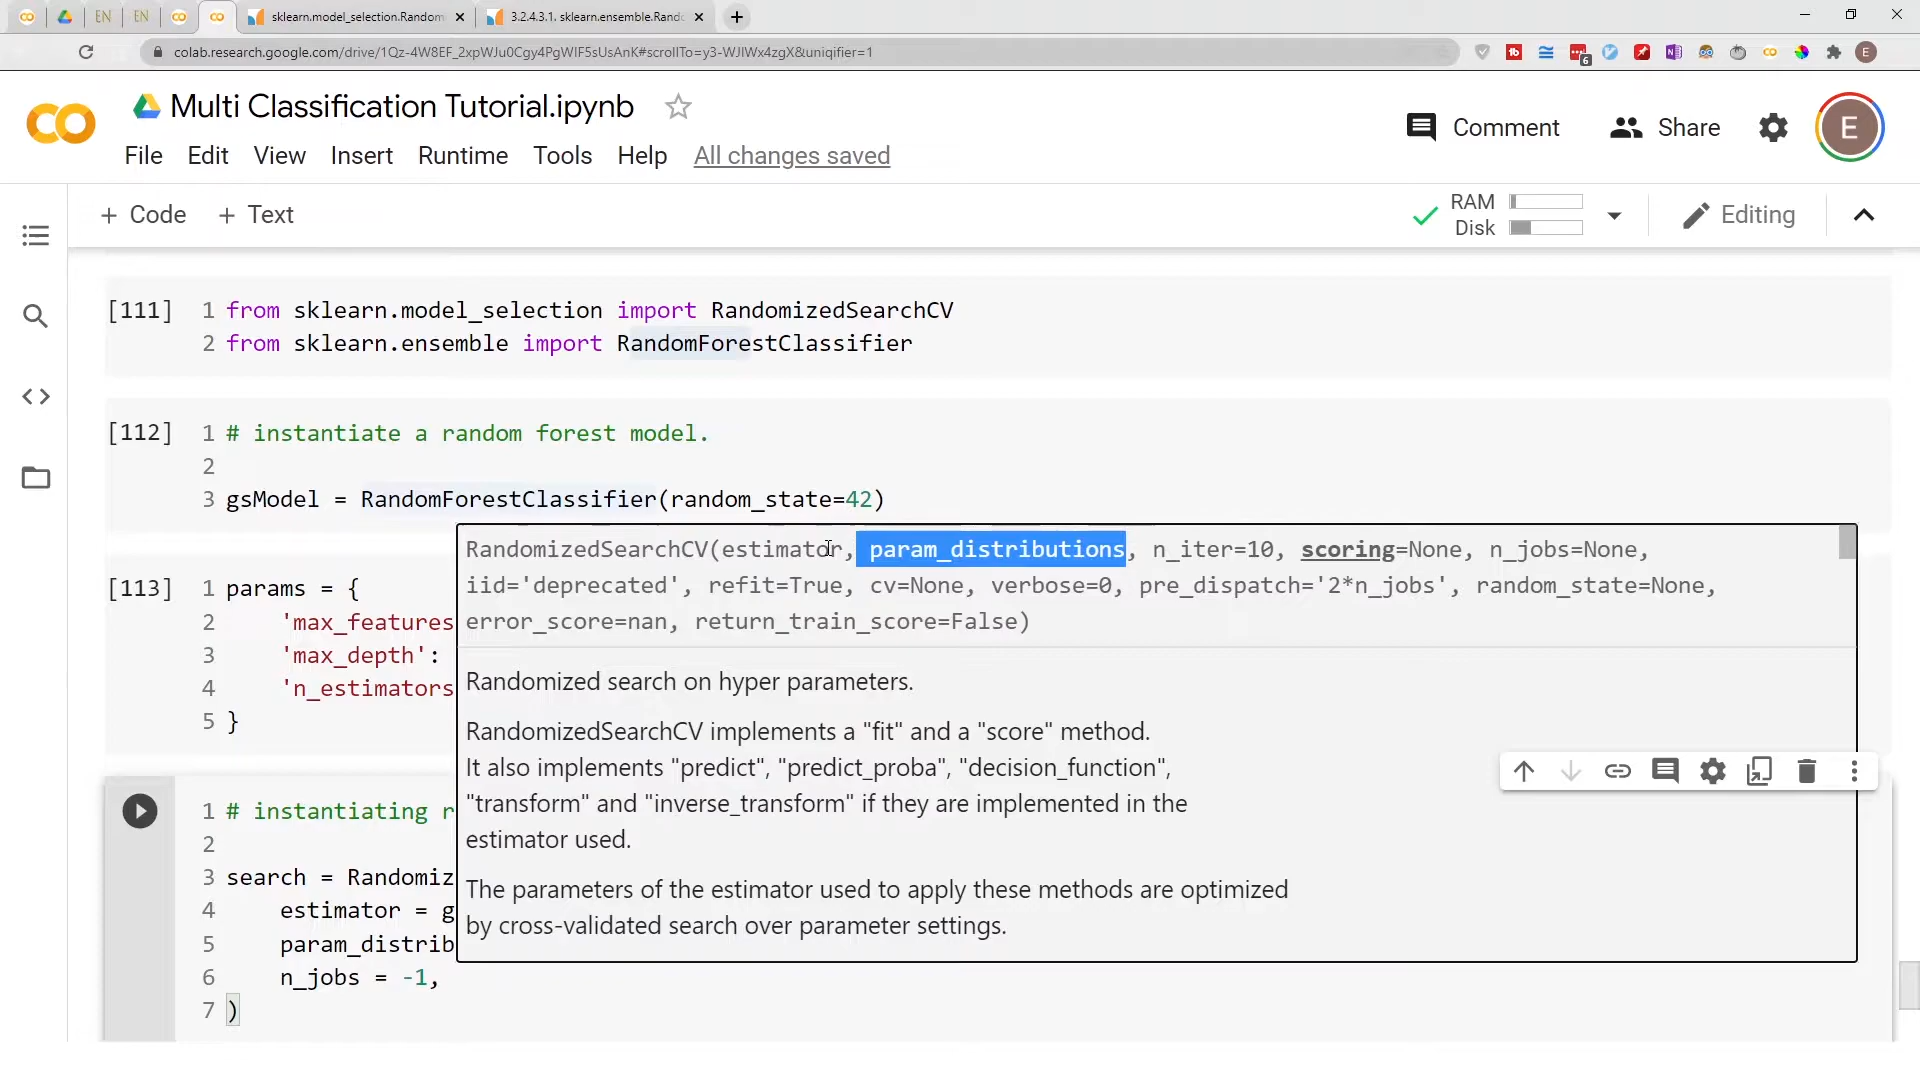 EN
EN
sklearn.model_selection.Random
3.2.4.3.1. sklearn.ensemble.Rando
colab.research.google.com/drive/1Qz-4W8EF_2xpWJu0Cgy4PgWIF5sUsAnK#scrollTo=y3-WJIWx4zgX&uniqifier=1
6
E
Multi Classification Tutorial.ipynb
Comment
Share
E
File Edit View Insert Runtime Tools Help All changes saved
+ Code + Text
RAM
Disk
Editing
[111] 1 from sklearn.model_selection import RandomizedSearchCV
2 from sklearn.ensemble import RandomForestClassifier
[112] 1 # instantiate a random forest model.
2
3 gsModel = RandomForestClassifier(random_state=42)
RandomizedSearchCV(estimator, param_distributions, n_iter=10, scoring=None, n_jobs=None,
iid='deprecated', refit=True, cv=None, verbose=0, pre_dispatch='2*n_jobs', random_state=None,
error_score=nan, return_train_score=False)
Randomized search on hyper parameters.
RandomizedSearchCV implements a "fit" and a "score" method.
It also implements "predict", "predict_proba", "decision_function",
"transform" and "inverse_transform" if they are implemented in the
estimator used.
The parameters of the estimator used to apply these methods are optimized
by cross-validated search over parameter settings.
[113] 1 params = {
2 'max_features
3 'max_depth':
4 'n_estimators
5 }
1 # instantiating r
2
3 search = Randomiz
4 estimator = g
5 param_distrib
6 n_jobs = -1,
7 )